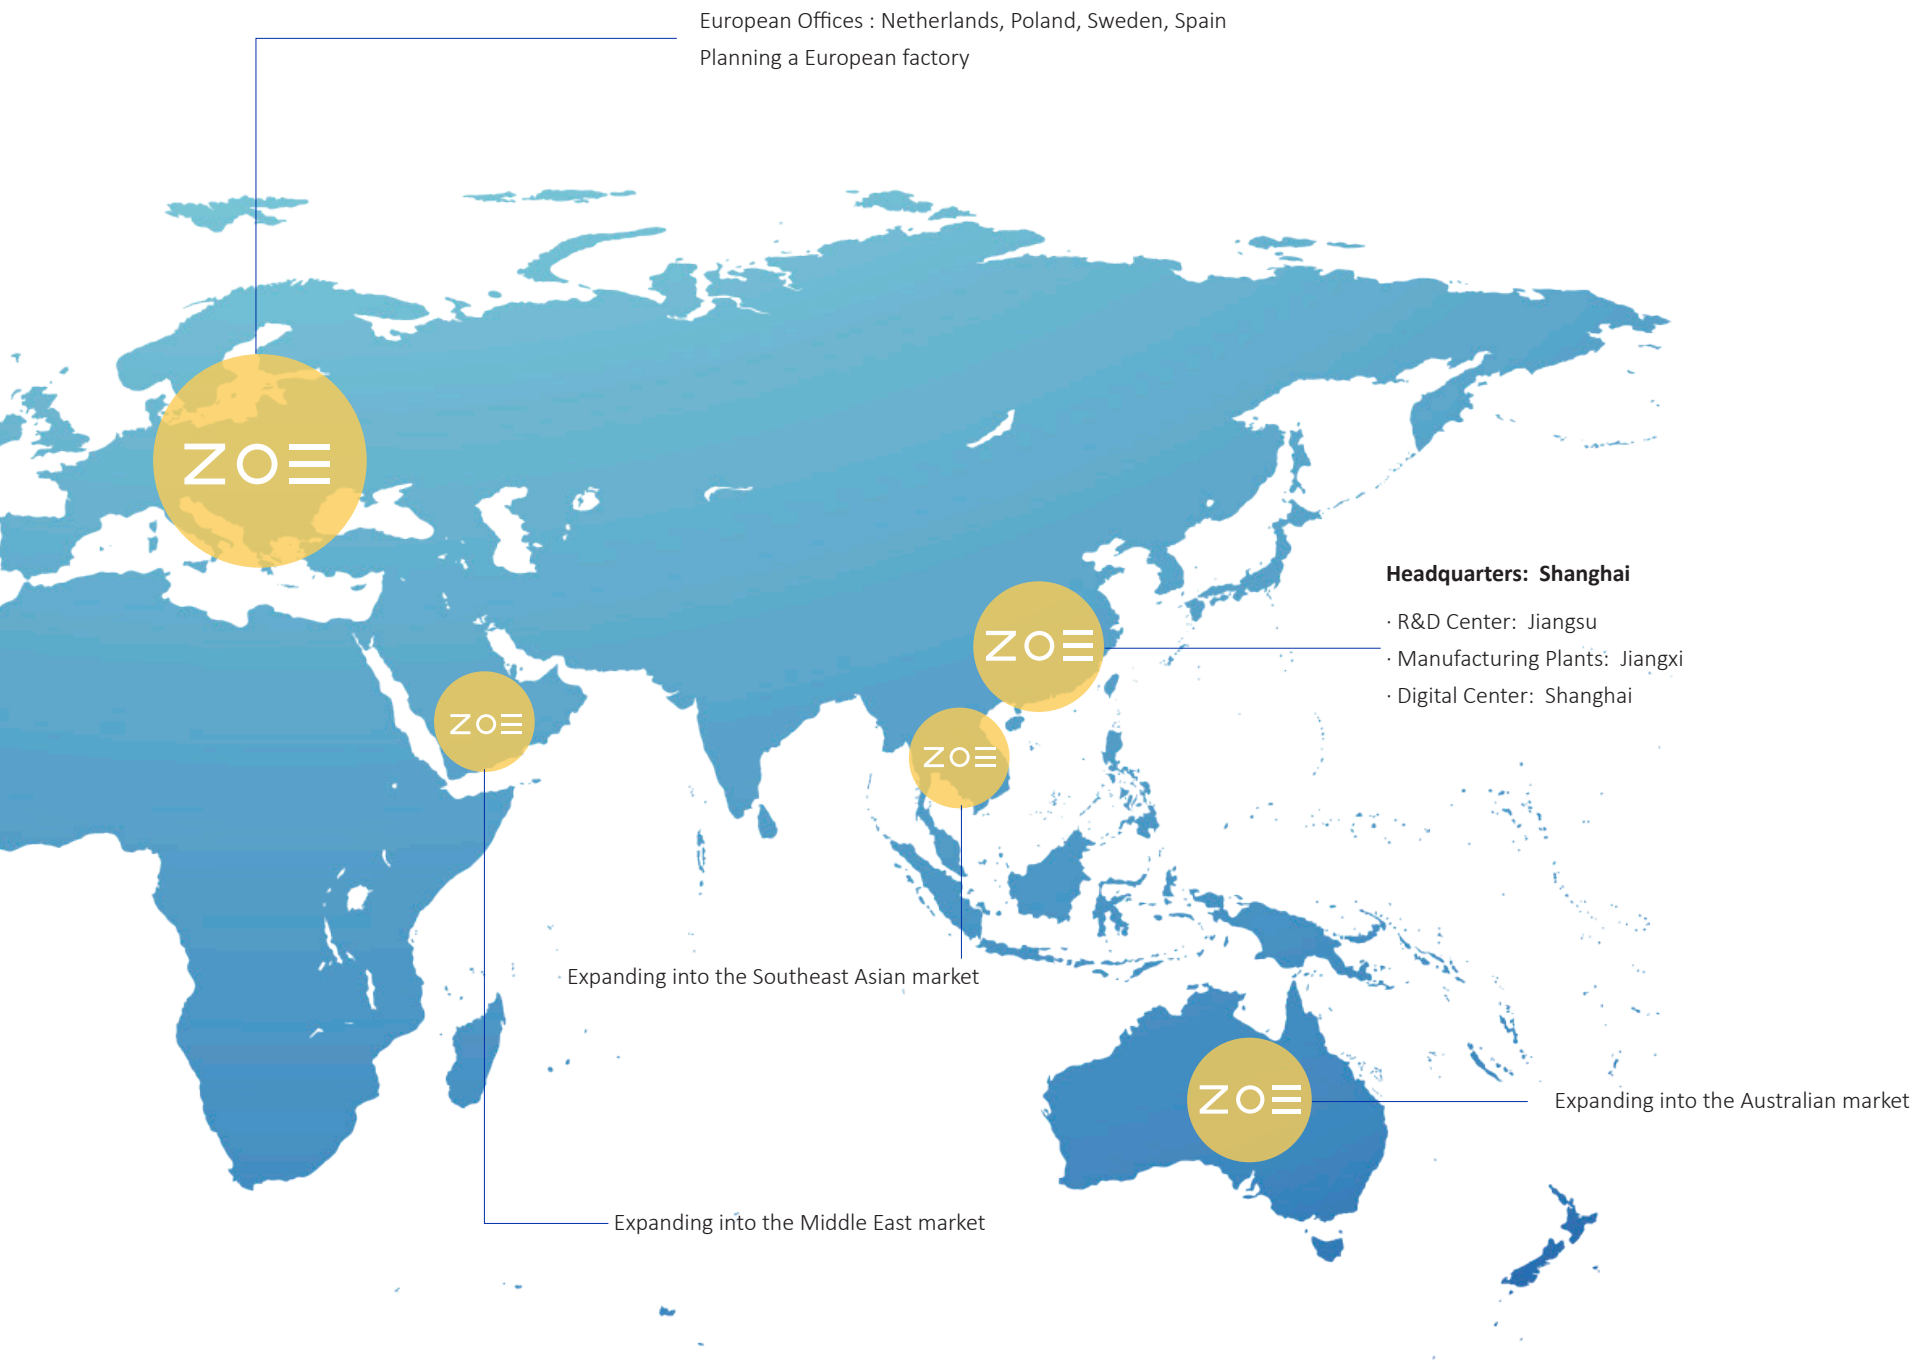 European Offices : Netherlands, Poland, Sweden, Spain
Planning a European factory
ZOE
Headquarters: Shanghai
· R&D Center: Jiangsu
· Manufacturing Plants: Jiangxi
· Digital Center: Shanghai
ZOE
ZOE
ZOE
Expanding into the Southeast Asian market
ZOE
Expanding into the Australian market
Expanding into the Middle East market